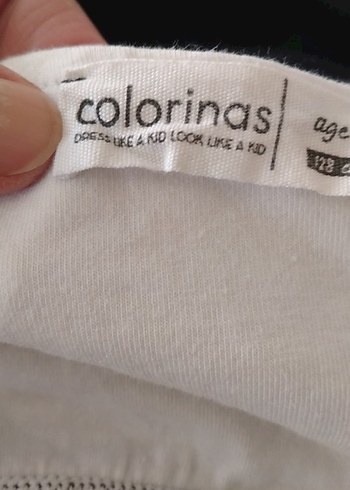 colorinas
DRESS LIKE A KID LOOK LIKE A KID
age
128